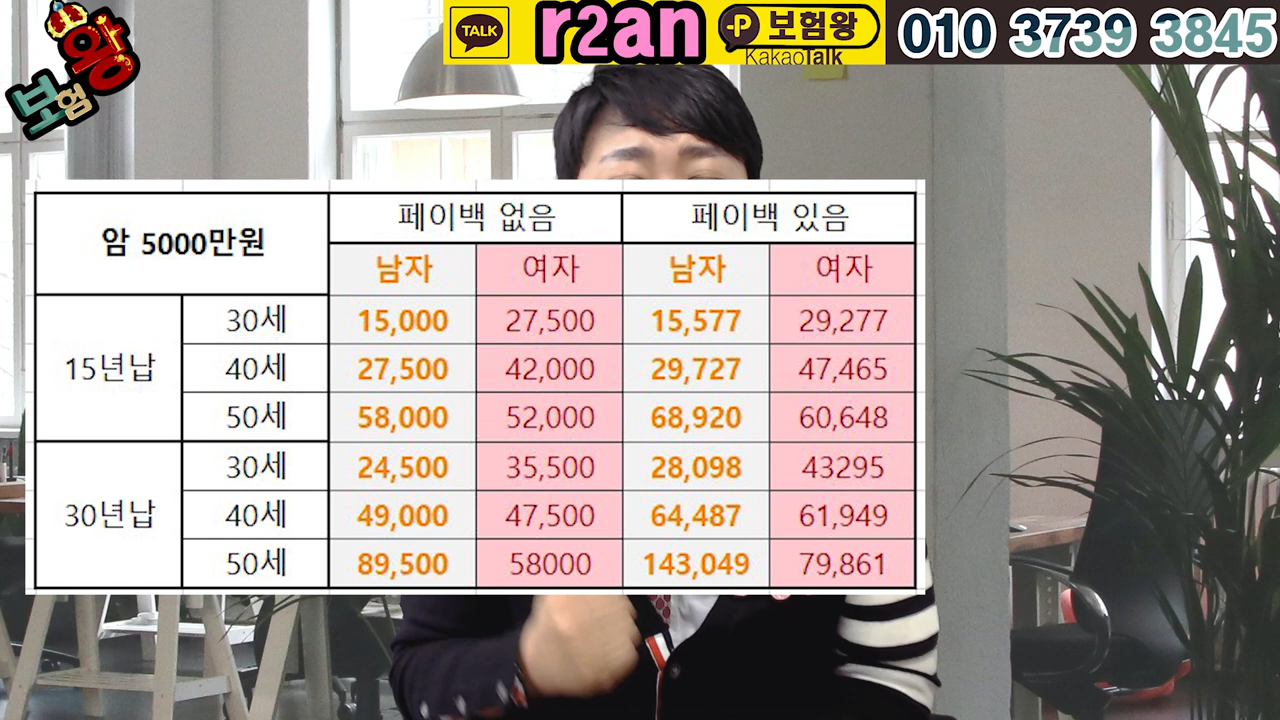 보험왕
TALK r2an P 보험왕 KakaoTalk 010 3739 3845
암 5000만원 페이백 없음 페이백 있음
남자 여자 남자 여자
15년납 30세 15,000 27,500 15,577 29,277
40세 27,500 42,000 29,727 47,465
50세 58,000 52,000 68,920 60,648
30년납 30세 24,500 35,500 28,098 43295
40세 49,000 47,500 64,487 61,949
50세 89,500 58000 143,049 79,861